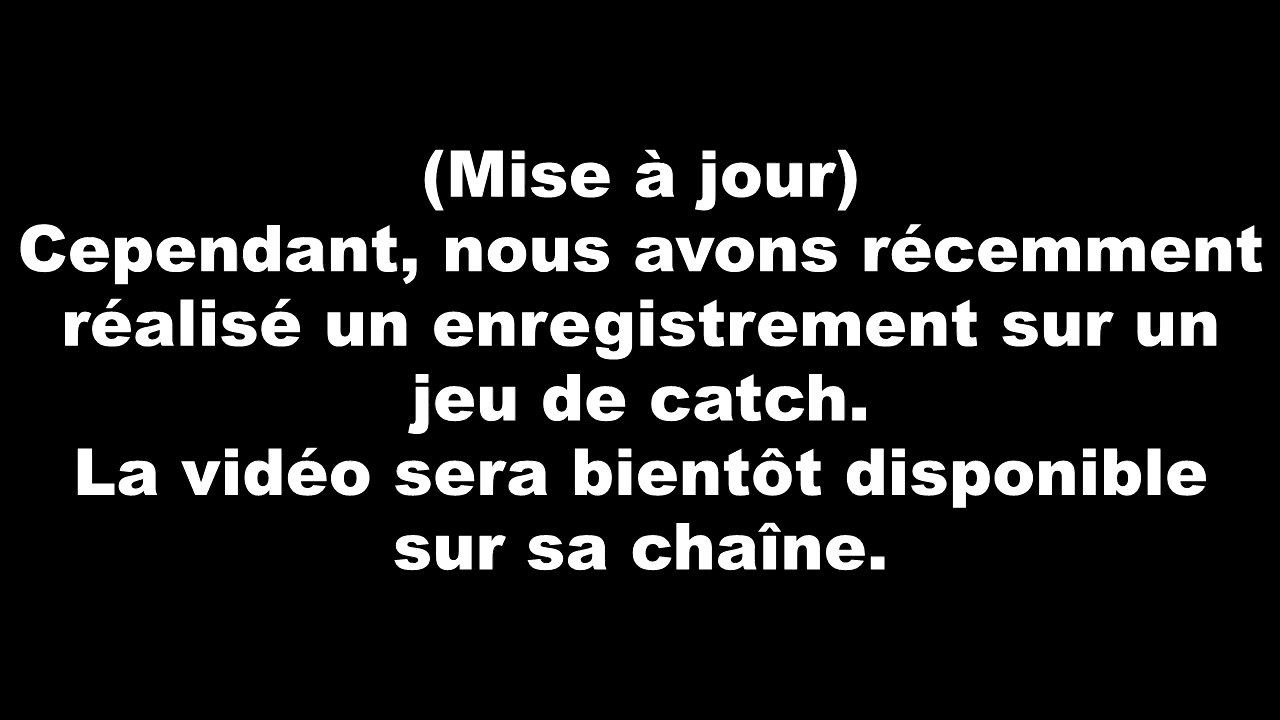 (Mise à jour)
Cependant, nous avons récemment
réalisé un enregistrement sur un
jeu de catch.
La vidéo sera bientôt disponible
sur sa chaîne.